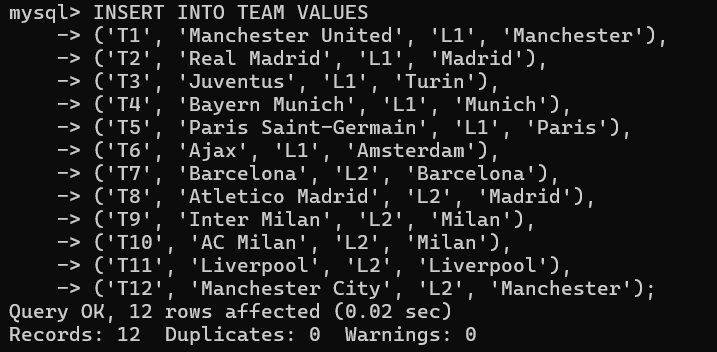 mysql> INSERT INTO TEAM VALUES
    -> ('T1', 'Manchester United', 'L1', 'Manchester'),
    -> ('T2', 'Real Madrid', 'L1', 'Madrid'),
    -> ('T3', 'Juventus', 'L1', 'Turin'),
    -> ('T4', 'Bayern Munich', 'L1', 'Munich'),
    -> ('T5', 'Paris Saint-Germain', 'L1', 'Paris'),
    -> ('T6', 'Ajax', 'L1', 'Amsterdam'),
    -> ('T7', 'Barcelona', 'L2', 'Barcelona'),
    -> ('T8', 'Atletico Madrid', 'L2', 'Madrid'),
    -> ('T9', 'Inter Milan', 'L2', 'Milan'),
    -> ('T10', 'AC Milan', 'L2', 'Milan'),
    -> ('T11', 'Liverpool', 'L2', 'Liverpool'),
    -> ('T12', 'Manchester City', 'L2', 'Manchester');
Query OK, 12 rows affected (0.02 sec)
Records: 12  Duplicates: 0  Warnings: 0